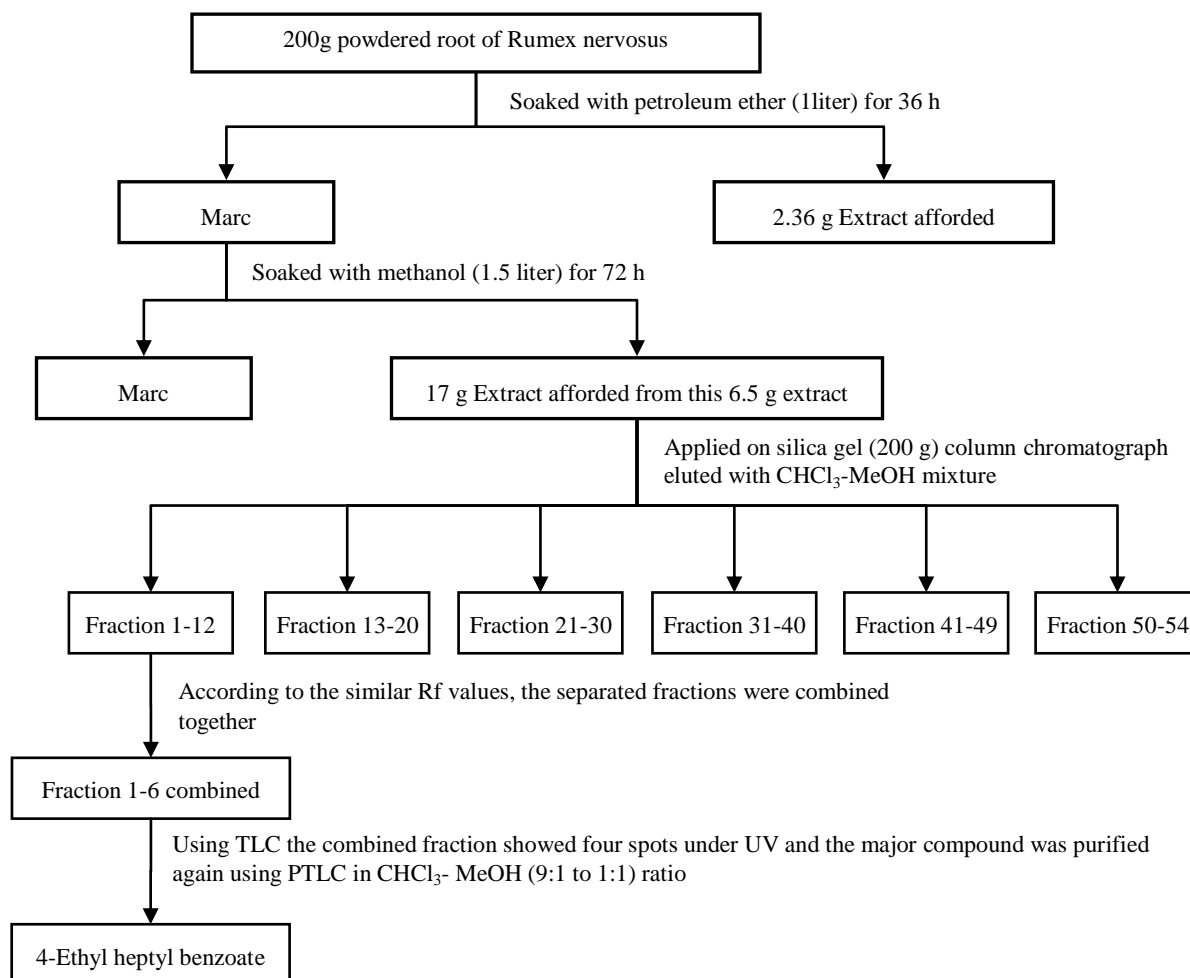 200g powdered root of Rumex nervosus
Soaked with petroleum ether (1liter) for 36 h
Marc
2.36 g Extract afforded
Soaked with methanol (1.5 liter) for 72 h
Marc
17 g Extract afforded from this 6.5 g extract
Applied on silica gel (200 g) column chromatograph
eluted with CHCl₃-MeOH mixture
Fraction 1-12
Fraction 13-20
Fraction 21-30
Fraction 31-40
Fraction 41-49
Fraction 50-54
According to the similar Rf values, the separated fractions were combined
together
Fraction 1-6 combined
Using TLC the combined fraction showed four spots under UV and the major compound was purified
again using PTLC in CHCl₃- MeOH (9:1 to 1:1) ratio
4-Ethyl heptyl benzoate